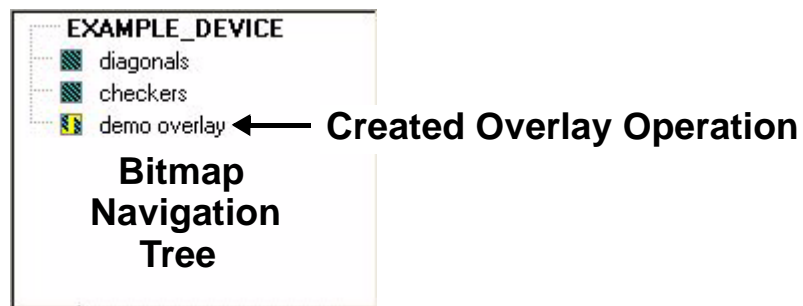 EXAMPLE_DEVICE
diagonals
checkers
demo overlay
Created Overlay Operation
Bitmap
Navigation
Tree